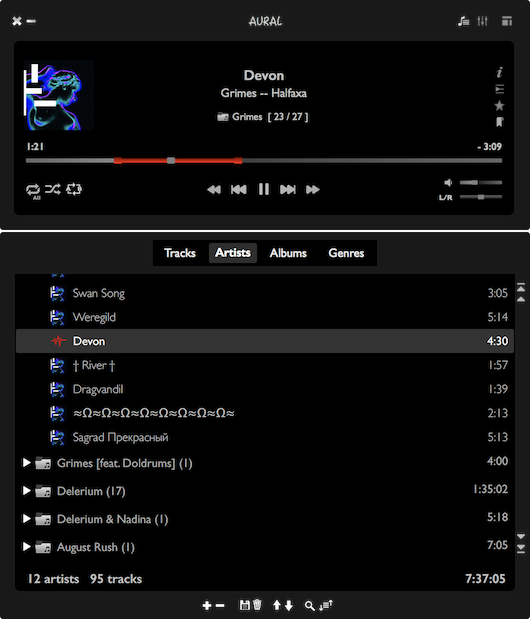 AURAL
Devon
Grimes -- Halfaxa
Grimes [ 23 / 27 ]
1:21
- 3:09
All
L/R
Tracks Artists Albums Genres
Swan Song 3:05
Weregild 5:14
Devon 4:30
† River † 1:57
Dragvandil 1:39
≈Ω≈Ω≈Ω≈Ω≈Ω≈Ω≈Ω≈Ω≈ 2:13
Sagrad Прекрасный 5:13
Grimes [feat. Doldrums] (1) 4:00
Delerium (17) 1:35:02
Delerium & Nadina (1) 5:18
August Rush (1) 7:05
12 artists 95 tracks 7:37:05